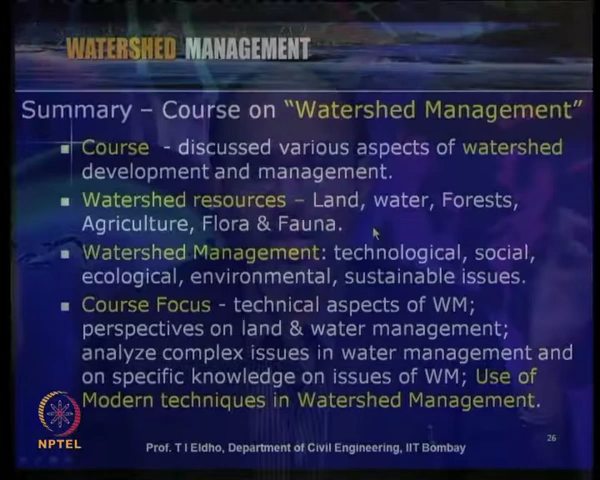 WATERSHED MANAGEMENT
Summary – Course on “Watershed Management”
Course - discussed various aspects of watershed
development and management.
Watershed resources – Land, water, Forests,
Agriculture, Flora & Fauna.
Watershed Management: technological, social,
ecological, environmental, sustainable issues.
Course Focus - technical aspects of WM;
perspectives on land & water management;
analyze complex issues in water management and
on specific knowledge on issues of WM; Use of
Modern techniques in Watershed Management.
NPTEL
Prof. T I Eldho, Department of Civil Engineering, IIT Bombay
26